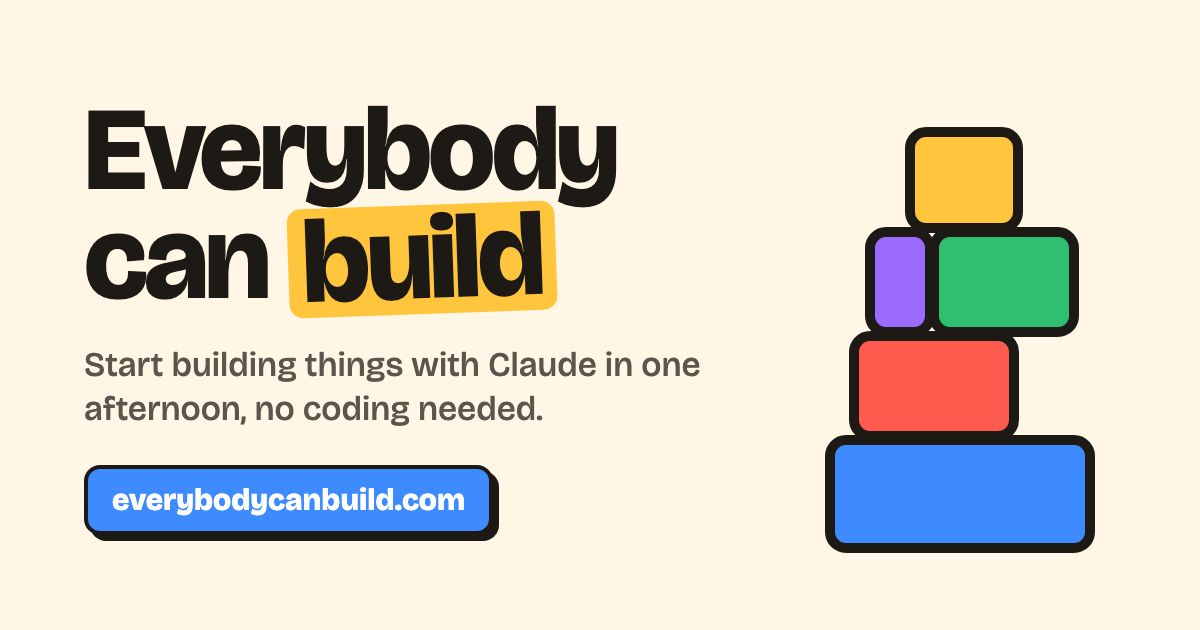 Everybody
can build
Start building things with Claude in one
afternoon, no coding needed.
everybodycanbuild.com